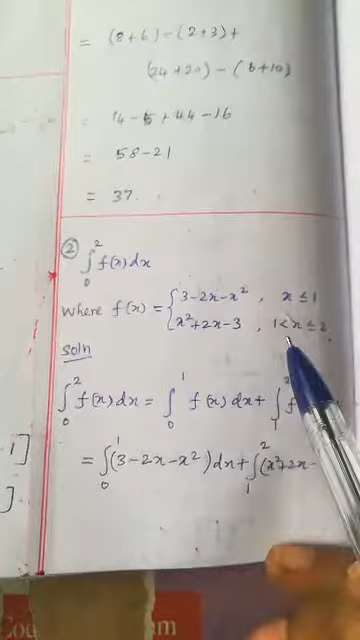 = (8+6) - (2+3) +
(24+20) - (6+10)
= 14 - 5 + 44 - 16
= 58-21
= 37.
② ∫₀² f(x)dx
where f(x) = { 3-2x-x² , x ≤ 1
x²+2x-3 , 1<x≤2.
soln
∫₀² f(x)dx = ∫₀¹ f(x)dx + ∫₁² f
= ∫₀¹ (3-2x-x²)dx + ∫₁² (x²+2x-
-1]
].